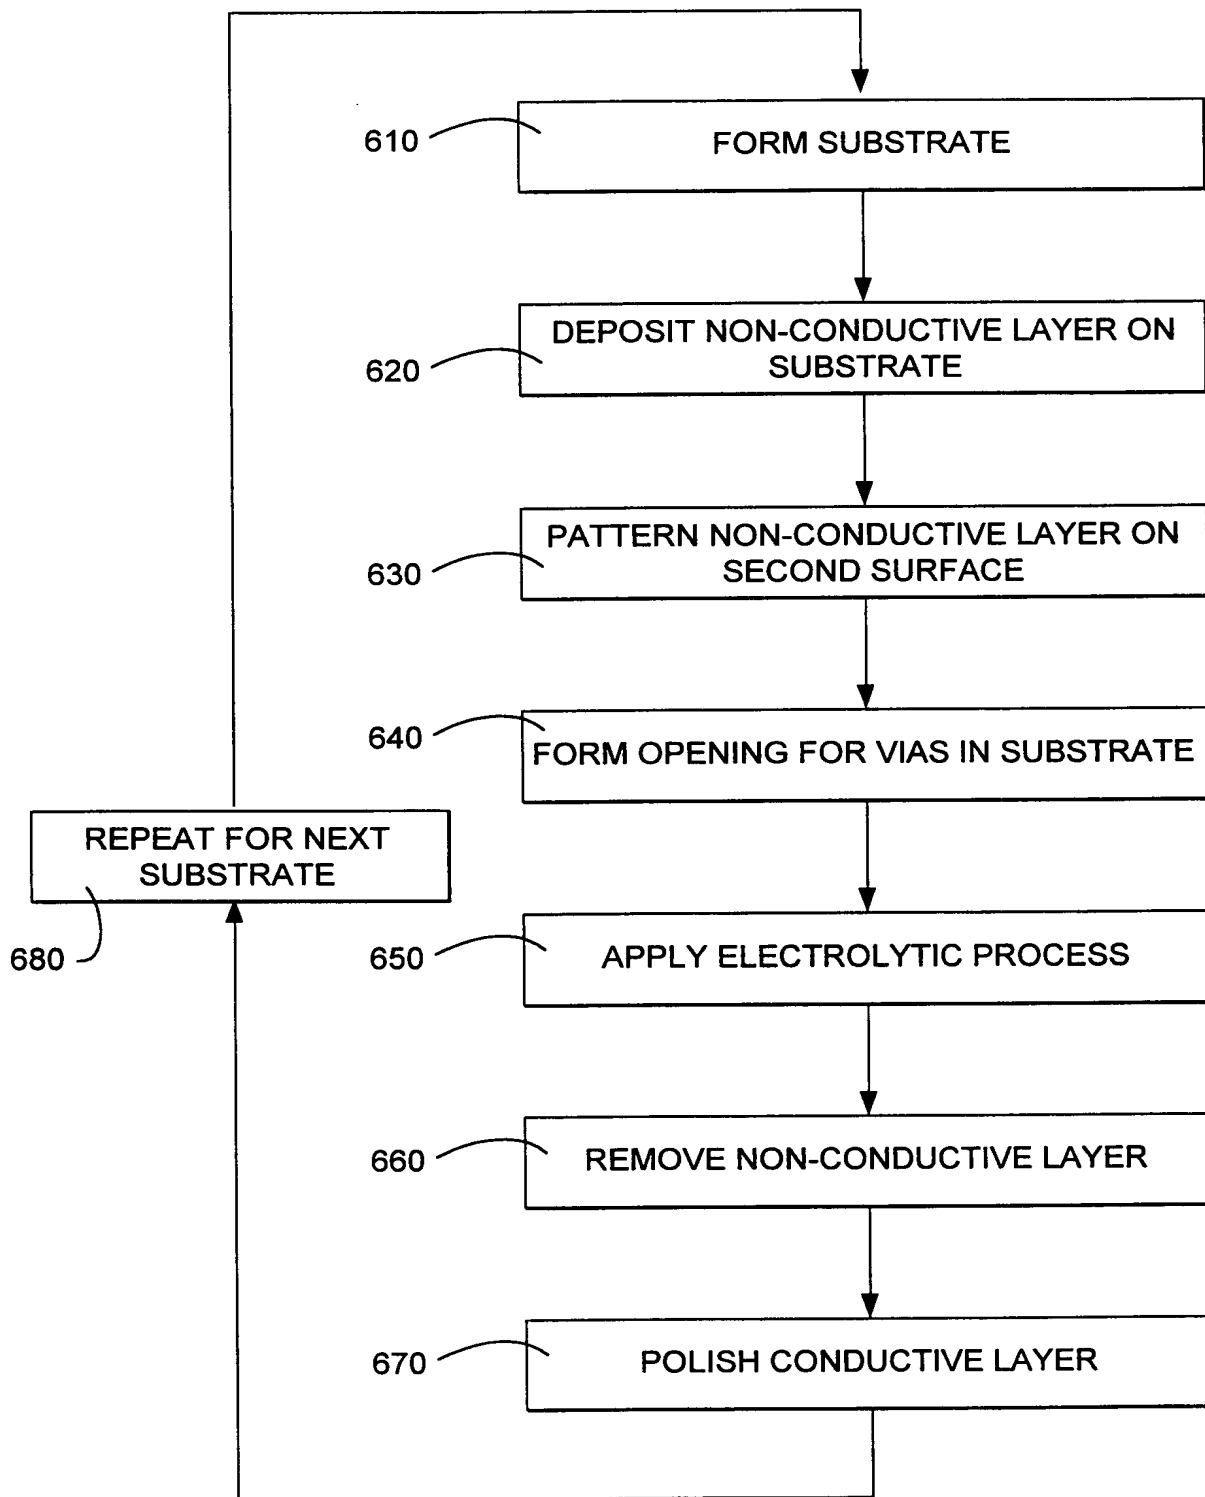 610
FORM SUBSTRATE
620
DEPOSIT NON-CONDUCTIVE LAYER ON
SUBSTRATE
630
PATTERN NON-CONDUCTIVE LAYER ON
SECOND SURFACE
640
FORM OPENING FOR VIAS IN SUBSTRATE
REPEAT FOR NEXT
SUBSTRATE
680
650
APPLY ELECTROLYTIC PROCESS
660
REMOVE NON-CONDUCTIVE LAYER
670
POLISH CONDUCTIVE LAYER